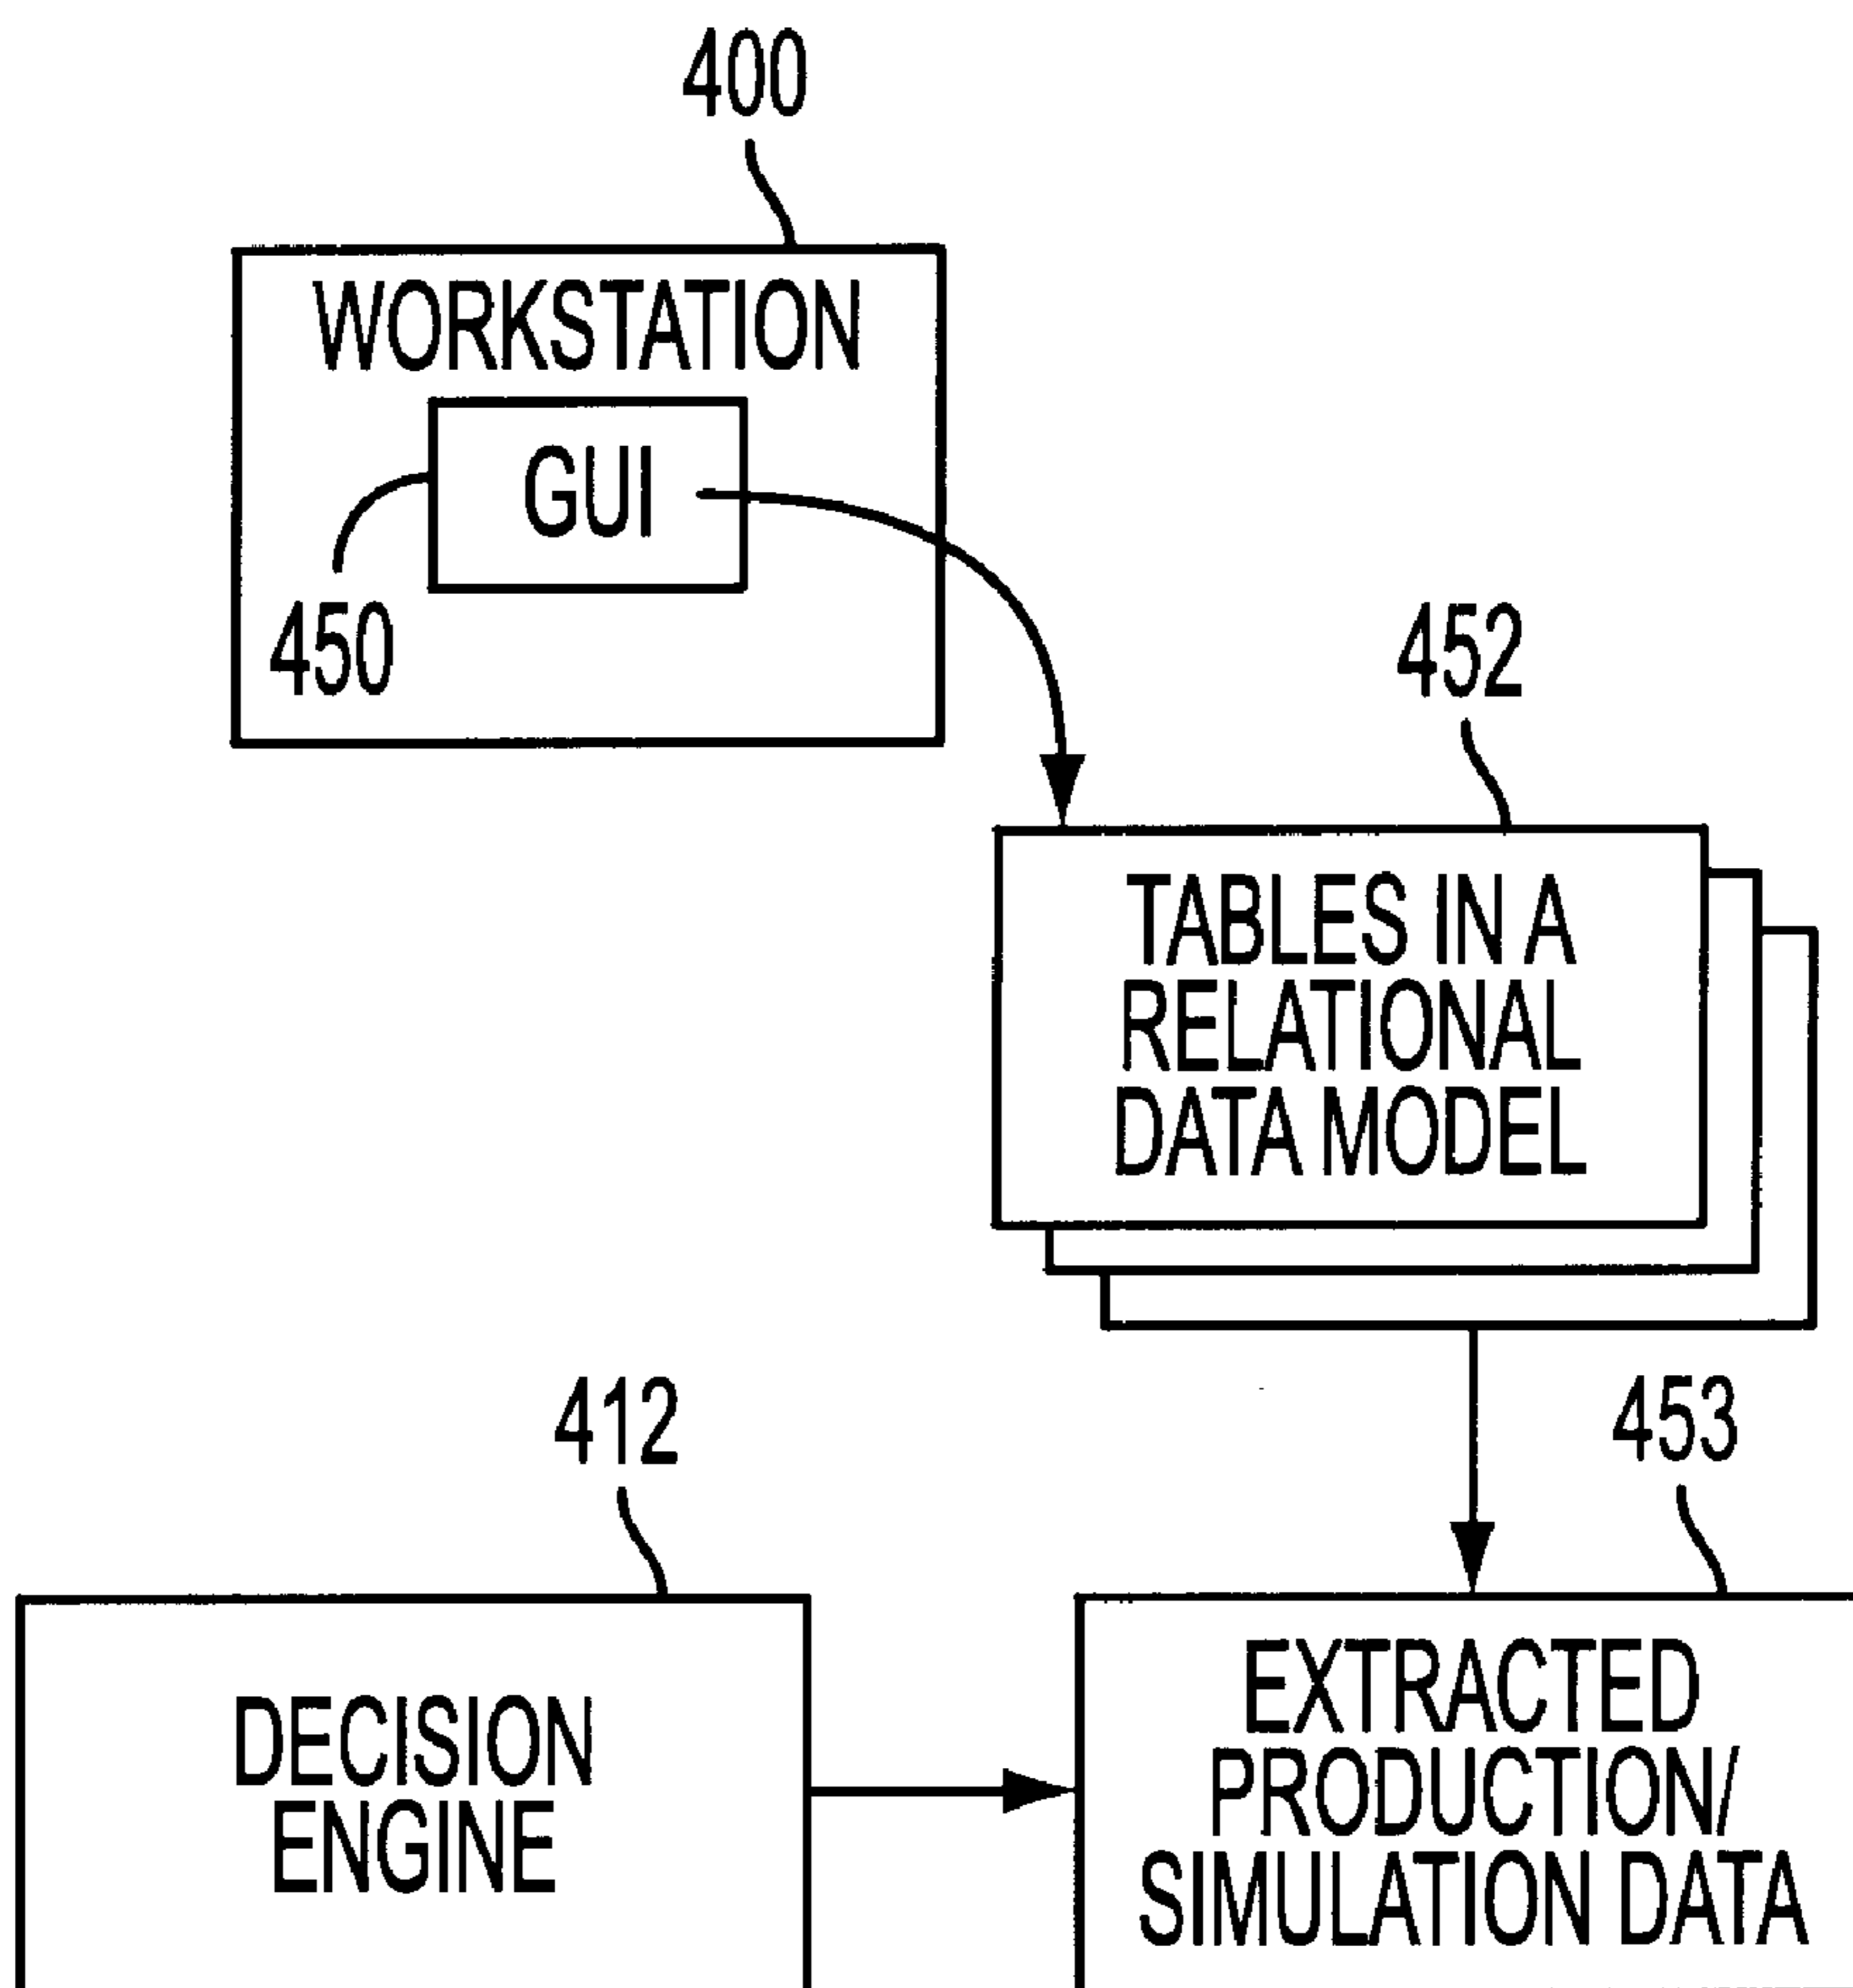 400
WORKSTATION
GUI
450
452
TABLES IN A
RELATIONAL
DATA MODEL
412
453
DECISION
ENGINE
EXTRACTED
PRODUCTION/
SIMULATION DATA